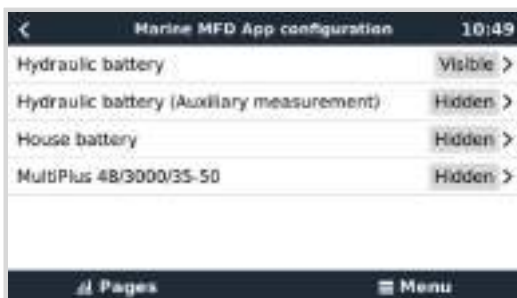 Marine MFD App configuration 10:49
Hydraulic battery Visible
Hydraulic battery (Auxiliary measurement) Hidden
House battery Hidden
MultiPlus 48/3000/35-50 Hidden
Pages Menu